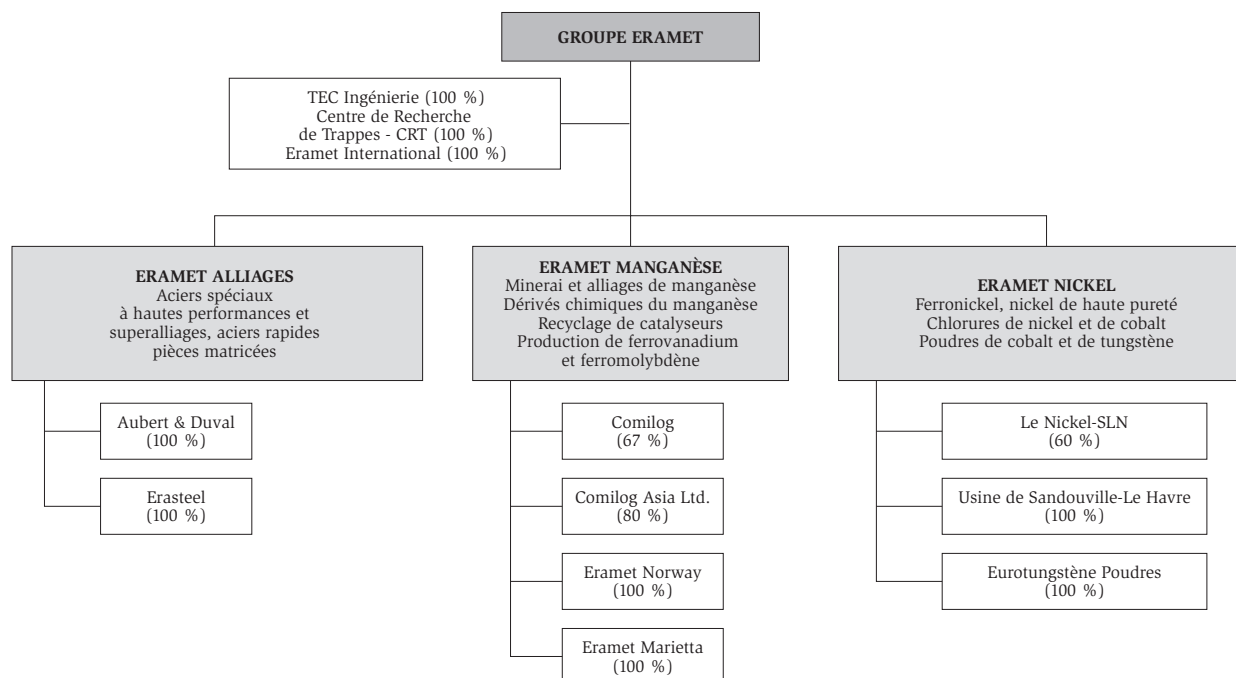 GROUPE ERAMET
TEC Ingénierie (100 %)
Centre de Recherche
de Trappes - CRT (100 %)
Eramet International (100 %)
ERAMET ALLIAGES
Aciers spéciaux
à hautes performances et
superalliages, aciers rapides
pièces matricées
Aubert & Duval
(100 %)
Erasteel
(100 %)
ERAMET MANGANÈSE
Minerai et alliages de manganèse
Dérivés chimiques du manganèse
Recyclage de catalyseurs
Production de ferrovanadium
et ferromolybdène
Comilog
(67 %)
Comilog Asia Ltd.
(80 %)
Eramet Norway
(100 %)
Eramet Marietta
(100 %)
ERAMET NICKEL
Ferronickel, nickel de haute pureté
Chlorures de nickel et de cobalt
Poudres de cobalt et de tungstène
Le Nickel-SLN
(60 %)
Usine de Sandouville-Le Havre
(100 %)
Eurotungstène Poudres
(100 %)